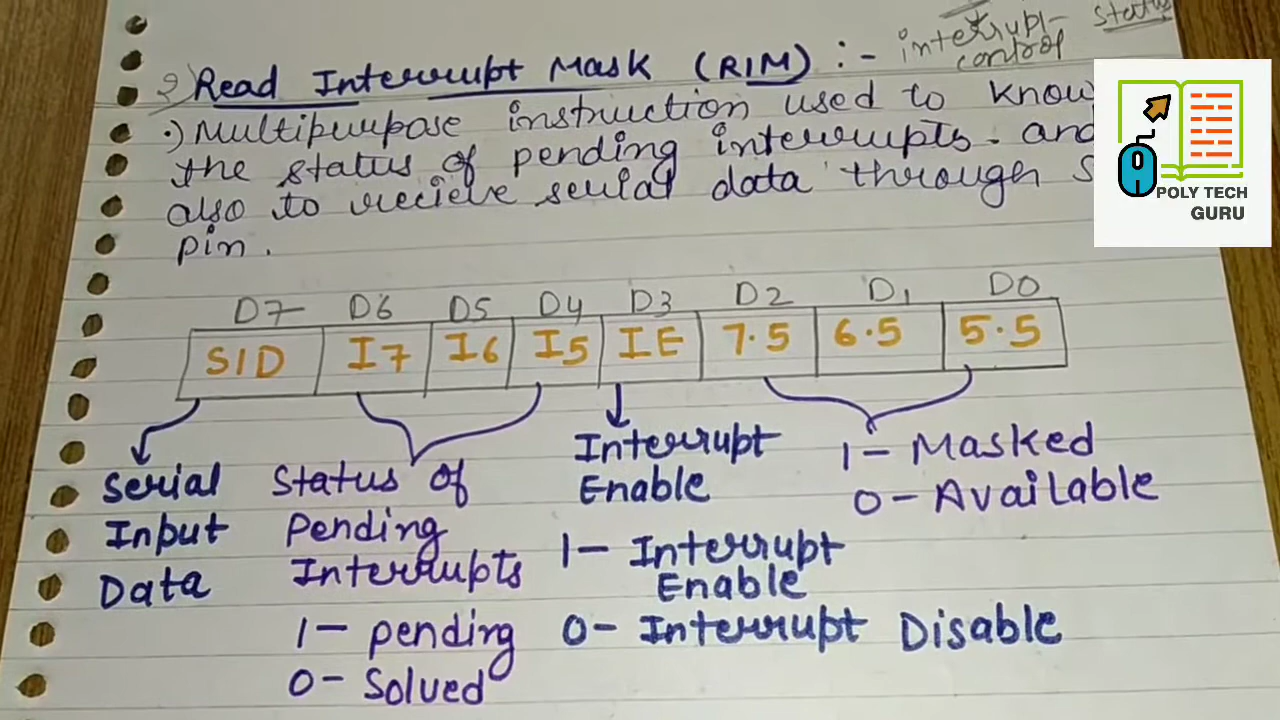 interrupt status
control
2) Read Interrupt Mask (RIM) :-
•) Multipurpose instruction used to know
the status of pending interrupts. and
also to recieve serial data through S
pin.
D7 D6 D5 D4 D3 D2 D1 D0
SID I7 I6 I5 IE 7.5 6.5 5.5
Serial
Input
Data
Status of
Pending
Interrupts
1- pending
0- Solved
Interrupt
Enable
1- Interrupt
Enable
0- Interrupt Disable
1- Masked
0- Available
POLY TECH
GURU